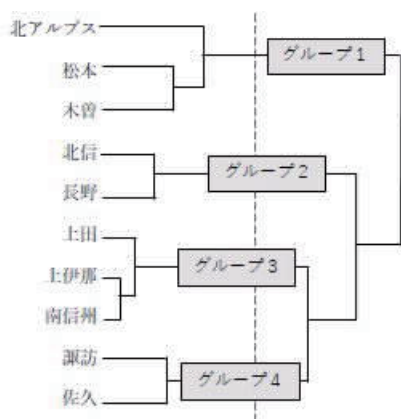 北アルプス
グループ1
松本
木曽
北信
グループ2
長野
上田
グループ3
上伊那
南信州
諏訪
グループ4
佐久